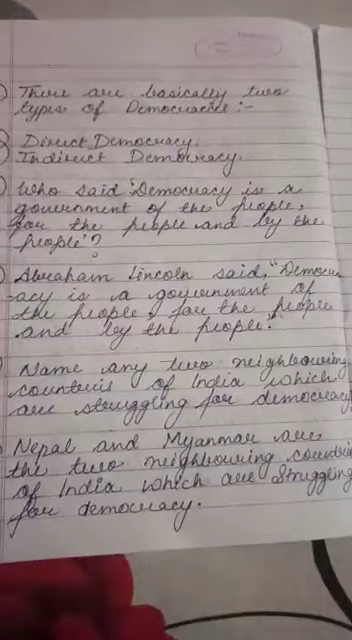 There are basically two
types of Democracies :-
Direct Democracy.
Indirect Democracy.
Who said 'Democracy is a
government of the people,
for the people and by the
people'?
Abraham Lincoln said, "Democr
-acy is a government of
the people, for the people
and by the people."
Name any two neighbouring
countries of India which
are struggling for democracy
Nepal and Myanmar are
the two neighbouring countri
of India which are struggling
for democracy.